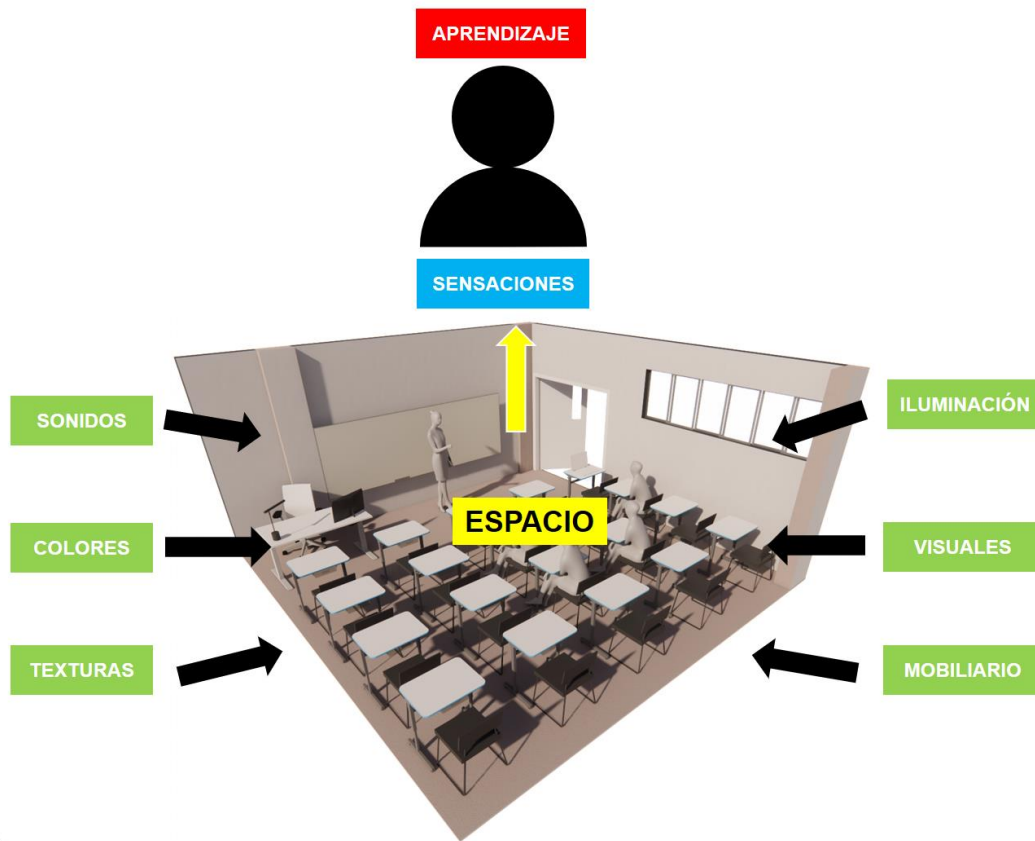 APRENDIZAJE
SENSACIONES
SONIDOS
ILUMINACIÓN
ESPACIO
COLORES
VISUALES
TEXTURAS
MOBILIARIO